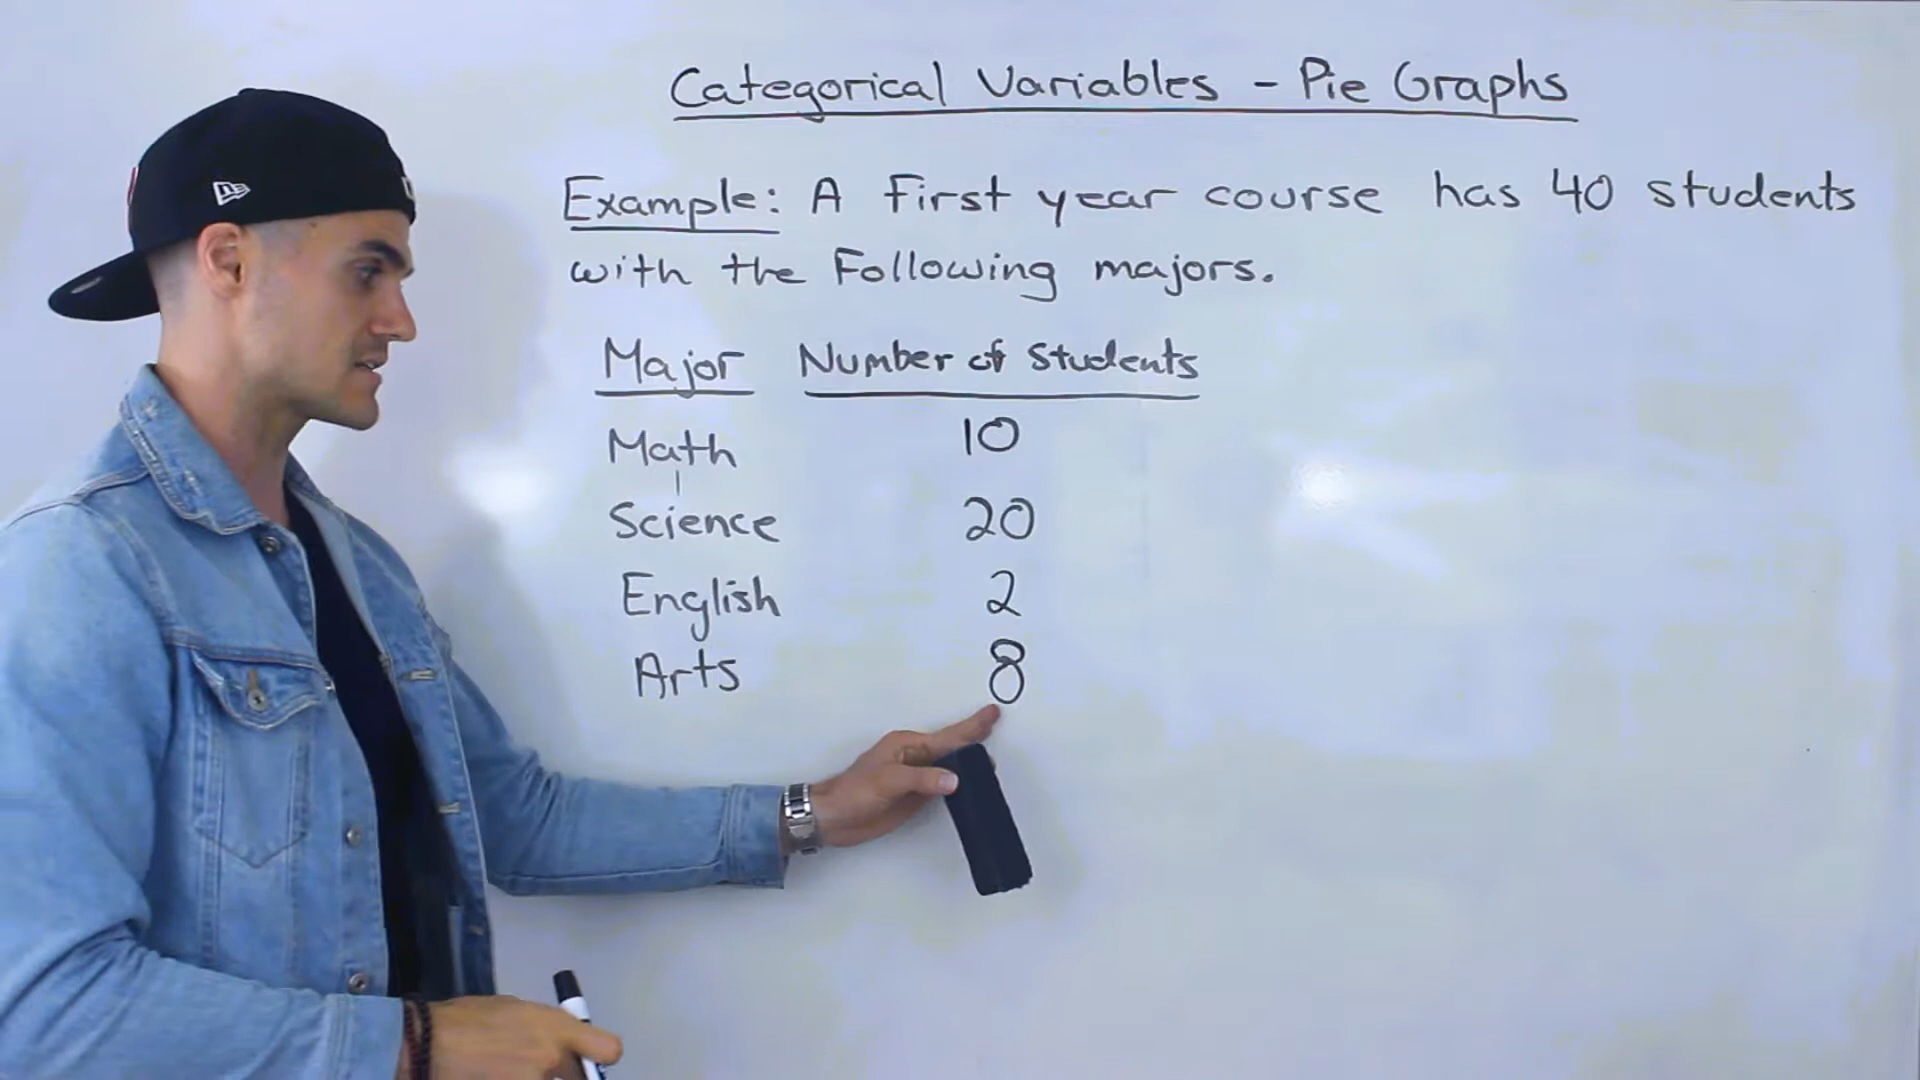 Categorical Variables - Pie Graphs
Example: A First year course has 40 students
with the Following majors.
Major Number of Students
Math 10
Science 20
English 2
Arts 8